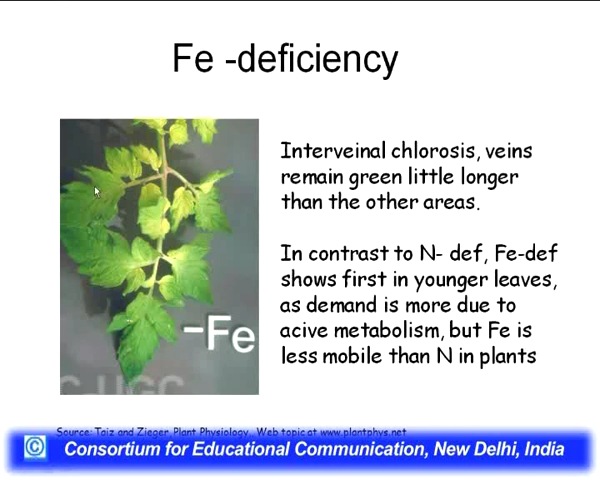 Fe -deficiency
Interveinal chlorosis, veins
remain green little longer
than the other areas.
In contrast to N- def, Fe-def
shows first in younger leaves,
as demand is more due to
acive metabolism, but Fe is
less mobile than N in plants
-Fe
C-UGC
Source: Taiz and Zieger, Plant Physiology. Web topic at www.plantphys.net
© Consortium for Educational Communication, New Delhi, India